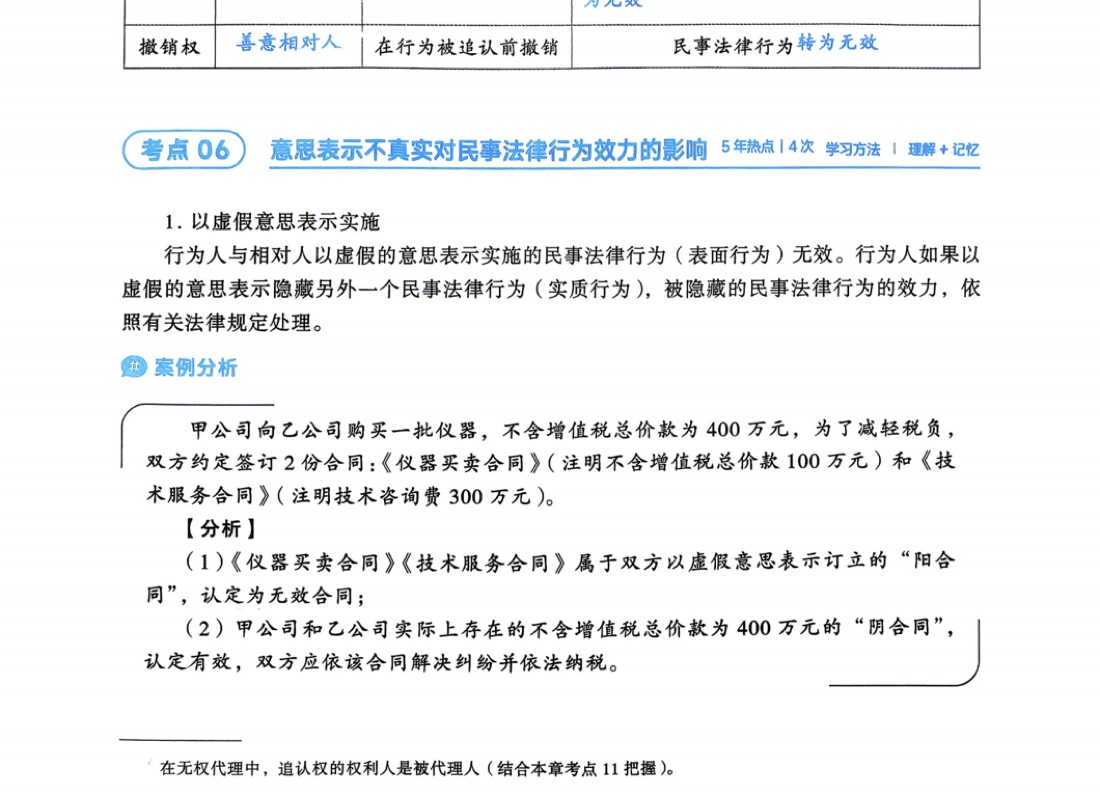 为无效
撤销权 善意相对人 在行为被追认前撤销 民事法律行为转为无效
考点 06 意思表示不真实对民事法律行为效力的影响 5 年热点 | 4 次 学习方法 | 理解 + 记忆
1. 以虚假意思表示实施
行为人与相对人以虚假的意思表示实施的民事法律行为（表面行为）无效。行为人如果以
虚假的意思表示隐藏另外一个民事法律行为（实质行为），被隐藏的民事法律行为的效力，依
照有关法律规定处理。
# 案例分析
甲公司向乙公司购买一批仪器，不含增值税总价款为 400 万元，为了减轻税负，
双方约定签订 2 份合同：《仪器买卖合同》（注明不含增值税总价款 100 万元）和《技
术服务合同》（注明技术咨询费 300 万元）。
【分析】
（1）《仪器买卖合同》《技术服务合同》属于双方以虚假意思表示订立的“阳合
同”，认定为无效合同；
（2）甲公司和乙公司实际上存在的不含增值税总价款为 400 万元的“阴合同”，
认定有效，双方应依该合同解决纠纷并依法纳税。
在无权代理中，追认权的权利人是被代理人（结合本章考点 11 把握）。